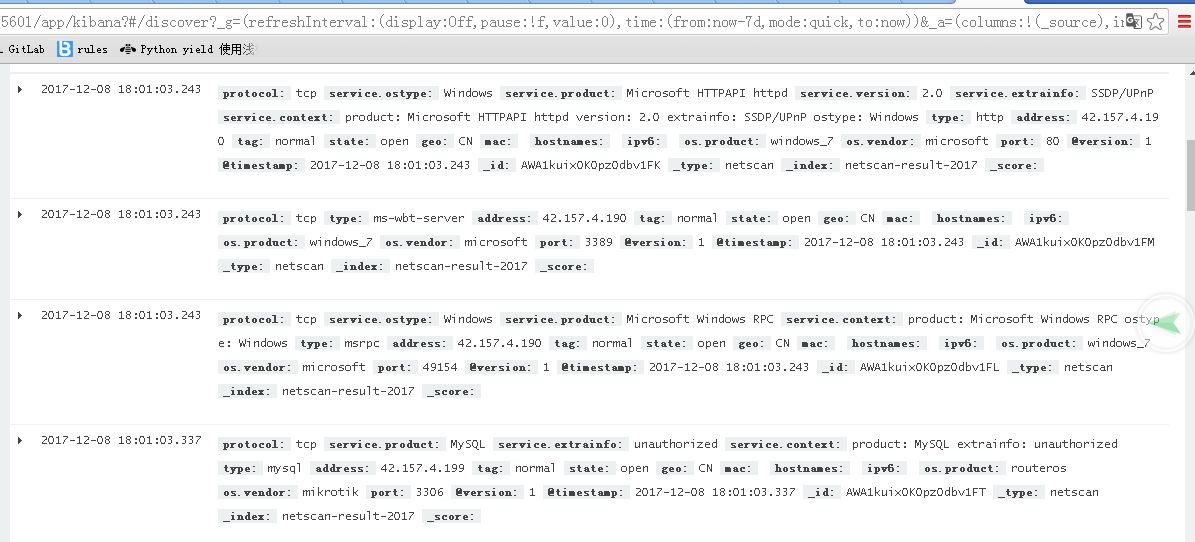 5601/app/kibana?#/discover?_g=(refreshInterval:(display:Off,pause:!f,value:0),time:(from:now-7d,mode:quick,to:now))&_a=(columns:!(_source),in
GitLab rules Python yield 使用浅
2017-12-08 18:01:03.243 protocol: tcp service.ostype: Windows service.product: Microsoft HTTPAPI httpd service.version: 2.0 service.extrainfo: SSDP/UPnP
service.context: product: Microsoft HTTPAPI httpd version: 2.0 extrainfo: SSDP/UPnP ostype: Windows type: http address: 42.157.4.19
0 tag: normal state: open geo: CN mac: hostnames: ipv6: os.product: windows_7 os.vendor: microsoft port: 80 @version: 1
@timestamp: 2017-12-08 18:01:03.243 _id: AWA1kuixOKOpzOdbv1FK _type: netscan _index: netscan-result-2017 _score:
2017-12-08 18:01:03.243 protocol: tcp type: ms-wbt-server address: 42.157.4.190 tag: normal state: open geo: CN mac: hostnames: ipv6:
os.product: windows_7 os.vendor: microsoft port: 3389 @version: 1 @timestamp: 2017-12-08 18:01:03.243 _id: AWA1kuixOKOpzOdbv1FM
_type: netscan _index: netscan-result-2017 _score:
2017-12-08 18:01:03.243 protocol: tcp service.ostype: Windows service.product: Microsoft Windows RPC service.context: product: Microsoft Windows RPC ostyp
e: Windows type: msrpc address: 42.157.4.190 tag: normal state: open geo: CN mac: hostnames: ipv6: os.product: windows_7
os.vendor: microsoft port: 49154 @version: 1 @timestamp: 2017-12-08 18:01:03.243 _id: AWA1kuixOKOpzOdbv1FL _type: netscan
_index: netscan-result-2017 _score:
2017-12-08 18:01:03.337 protocol: tcp service.product: MySQL service.extrainfo: unauthorized service.context: product: MySQL extrainfo: unauthorized
type: mysql address: 42.157.4.199 tag: normal state: open geo: CN mac: hostnames: ipv6: os.product: routeros
os.vendor: mikrotik port: 3306 @version: 1 @timestamp: 2017-12-08 18:01:03.337 _id: AWA1kuixOKOpzOdbv1FT _type: netscan
_index: netscan-result-2017 _score: